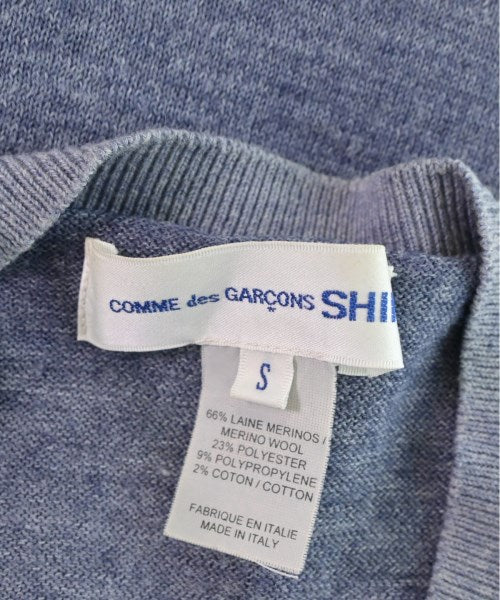 COMME des GARÇONS SHI
S
66% LAINE MERINOS /
MERINO WOOL
23% POLYESTER
9% POLYPROPYLENE
2% COTON / COTTON
FABRIQUE EN ITALIE
MADE IN ITALY